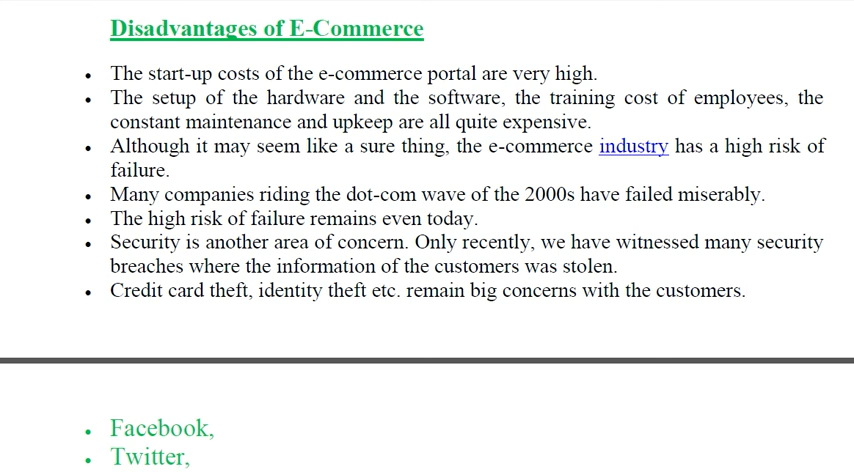 Disadvantages of E-Commerce
• The start-up costs of the e-commerce portal are very high.
• The setup of the hardware and the software, the training cost of employees, the
constant maintenance and upkeep are all quite expensive.
• Although it may seem like a sure thing, the e-commerce industry has a high risk of
failure.
• Many companies riding the dot-com wave of the 2000s have failed miserably.
• The high risk of failure remains even today.
• Security is another area of concern. Only recently, we have witnessed many security
breaches where the information of the customers was stolen.
• Credit card theft, identity theft etc. remain big concerns with the customers.
• Facebook,
• Twitter,